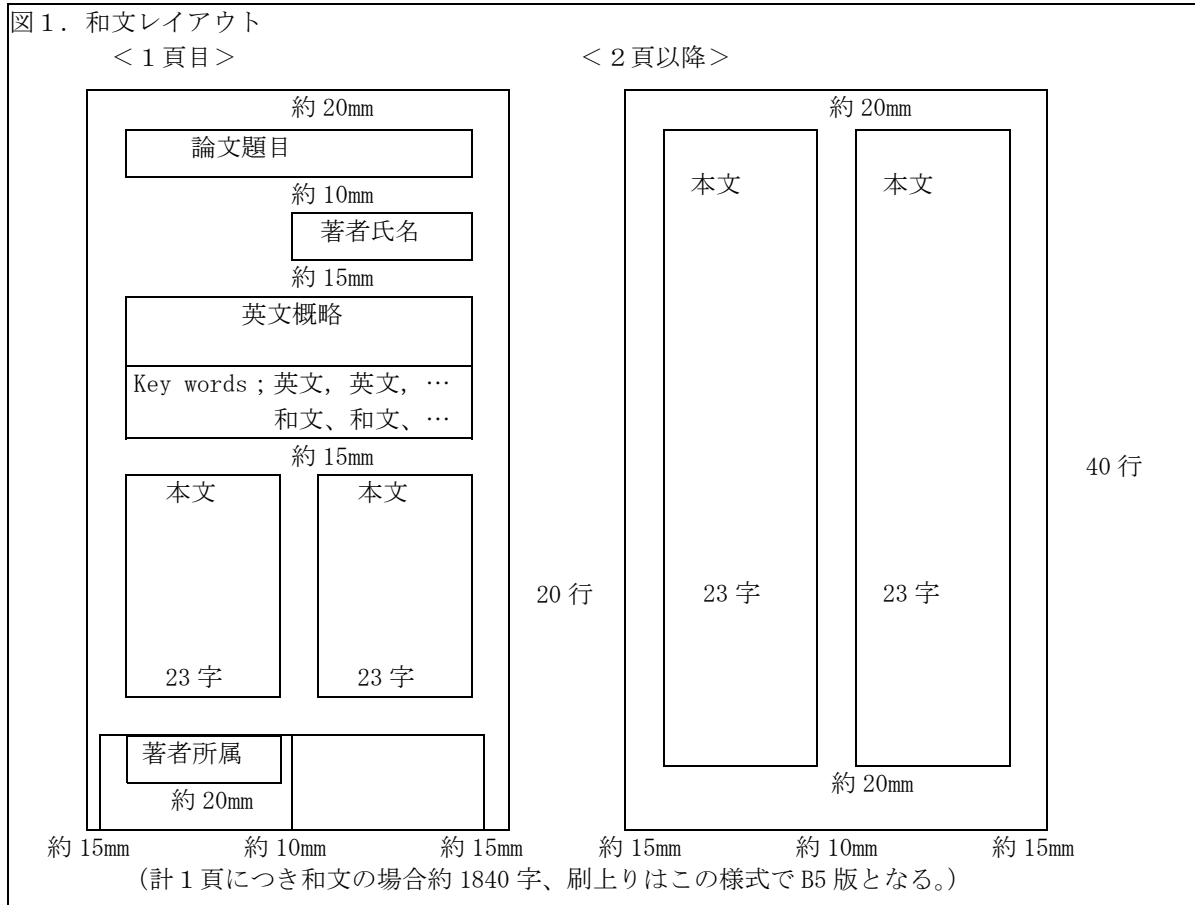 図１．和文レイアウト
＜１頁目＞
約 20mm
論文題目
約 10mm
著者氏名
約 15mm
英文概略
Key words；英文, 英文, …
和文、和文、…
約 15mm
本文 本文
20 行
23 字 23 字
著者所属
約 20mm
約 15mm 約 10mm 約 15mm
＜２頁以降＞
約 20mm
本文 本文
40 行
23 字 23 字
約 20mm
約 15mm 約 10mm 約 15mm
（計１頁につき和文の場合約 1840 字、刷上りはこの様式で B5 版となる。）